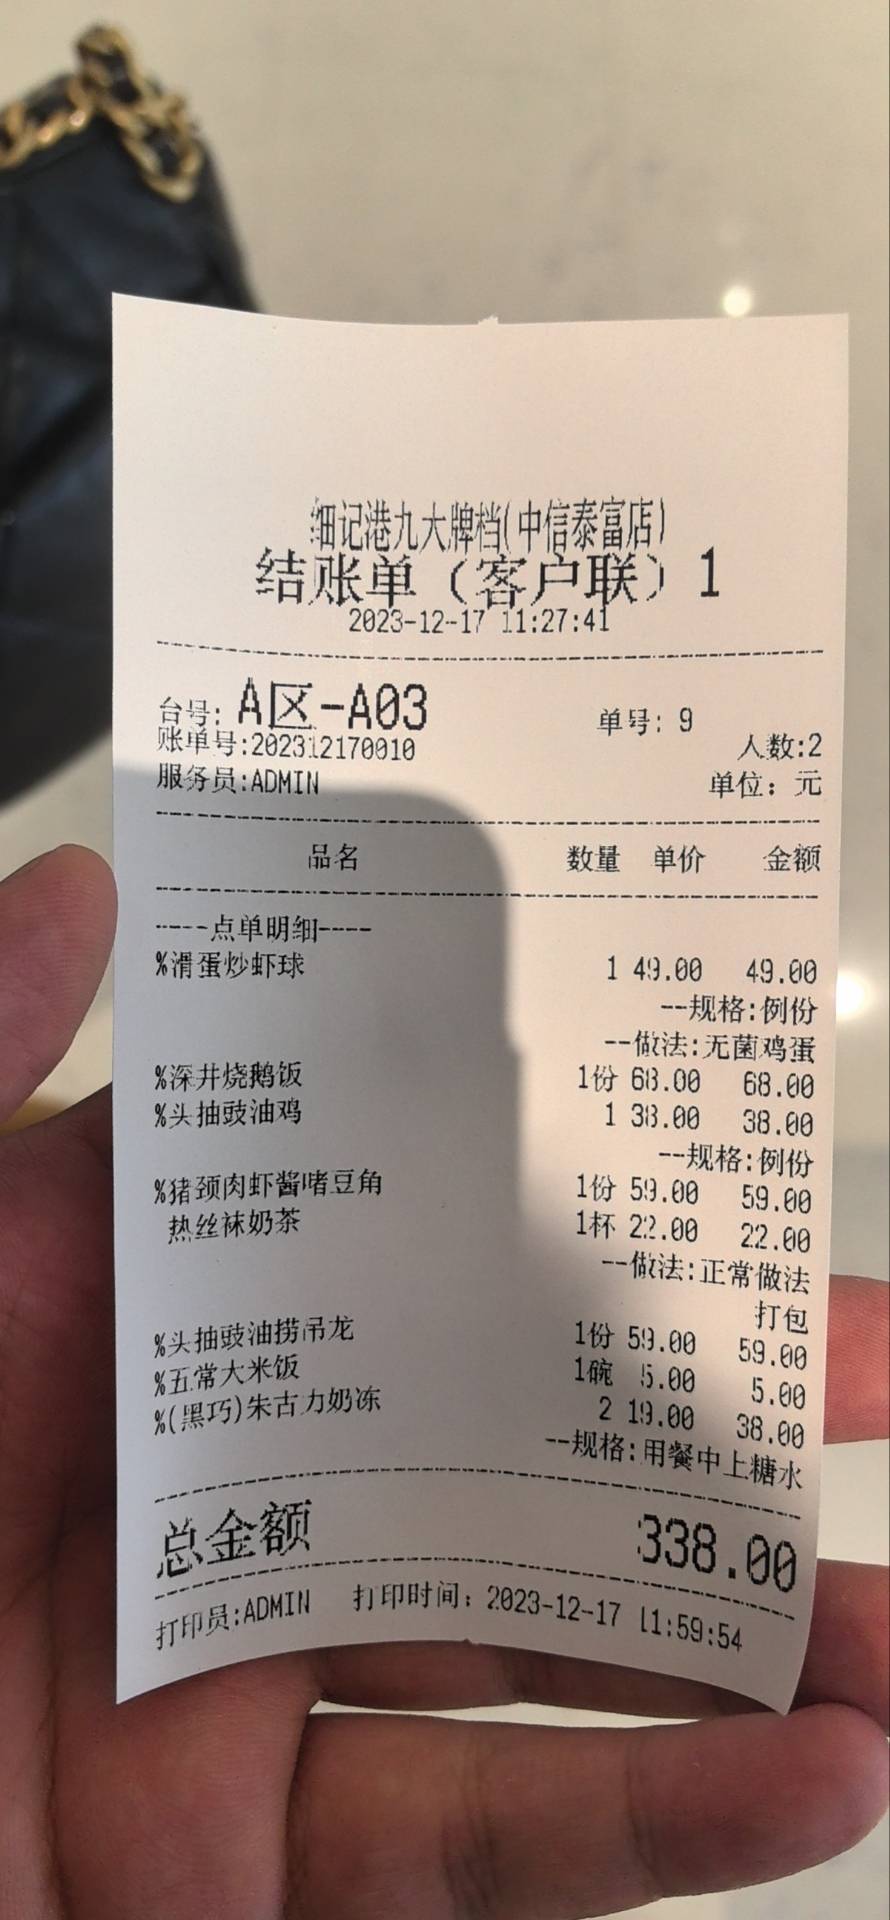 细记港九大牌档(中信泰富店)
结账单（客户联）1
2023-12-17 11:27:41
台号: A区-A03 单号: 9
账单号:202312170010 人数:2
服务员:ADMIN 单位: 元
品名 数量 单价 金额
-----点单明细----
%滑蛋炒虾球 1 49.00 49.00
--规格:例份
--做法:无菌鸡蛋
%深井烧鹅饭 1份 68.00 68.00
%头抽豉油鸡 1 38.00 38.00
--规格:例份
%猪颈肉虾酱啫豆角 1份 59.00 59.00
热丝袜奶茶 1杯 22.00 22.00
--做法:正常做法
打包
%头抽豉油捞吊龙 1份 59.00 59.00
%五常大米饭 1碗 5.00 5.00
%(黑巧)朱古力奶冻 2 19.00 38.00
--规格:用餐中上糖水
总金额 338.00
打印员:ADMIN 打印时间: 2023-12-17 11:59:54